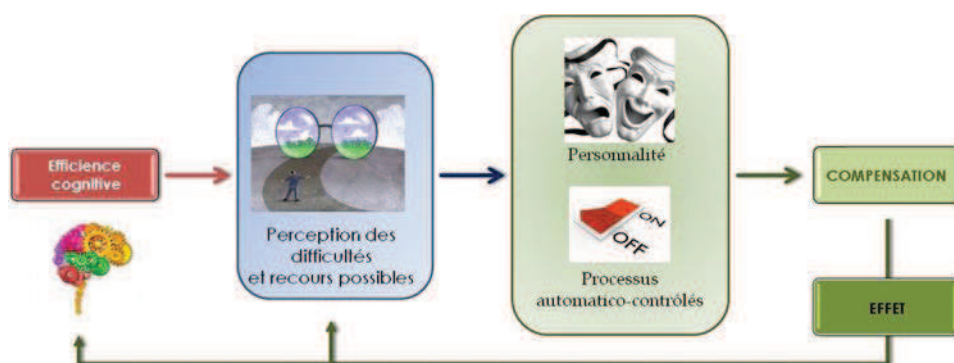 Efficience
cognitive
Perception des
difficultés
et recours possibles
Personnalité
ON
OFF
Processus
automatico-contrôlés
COMPENSATION
EFFET